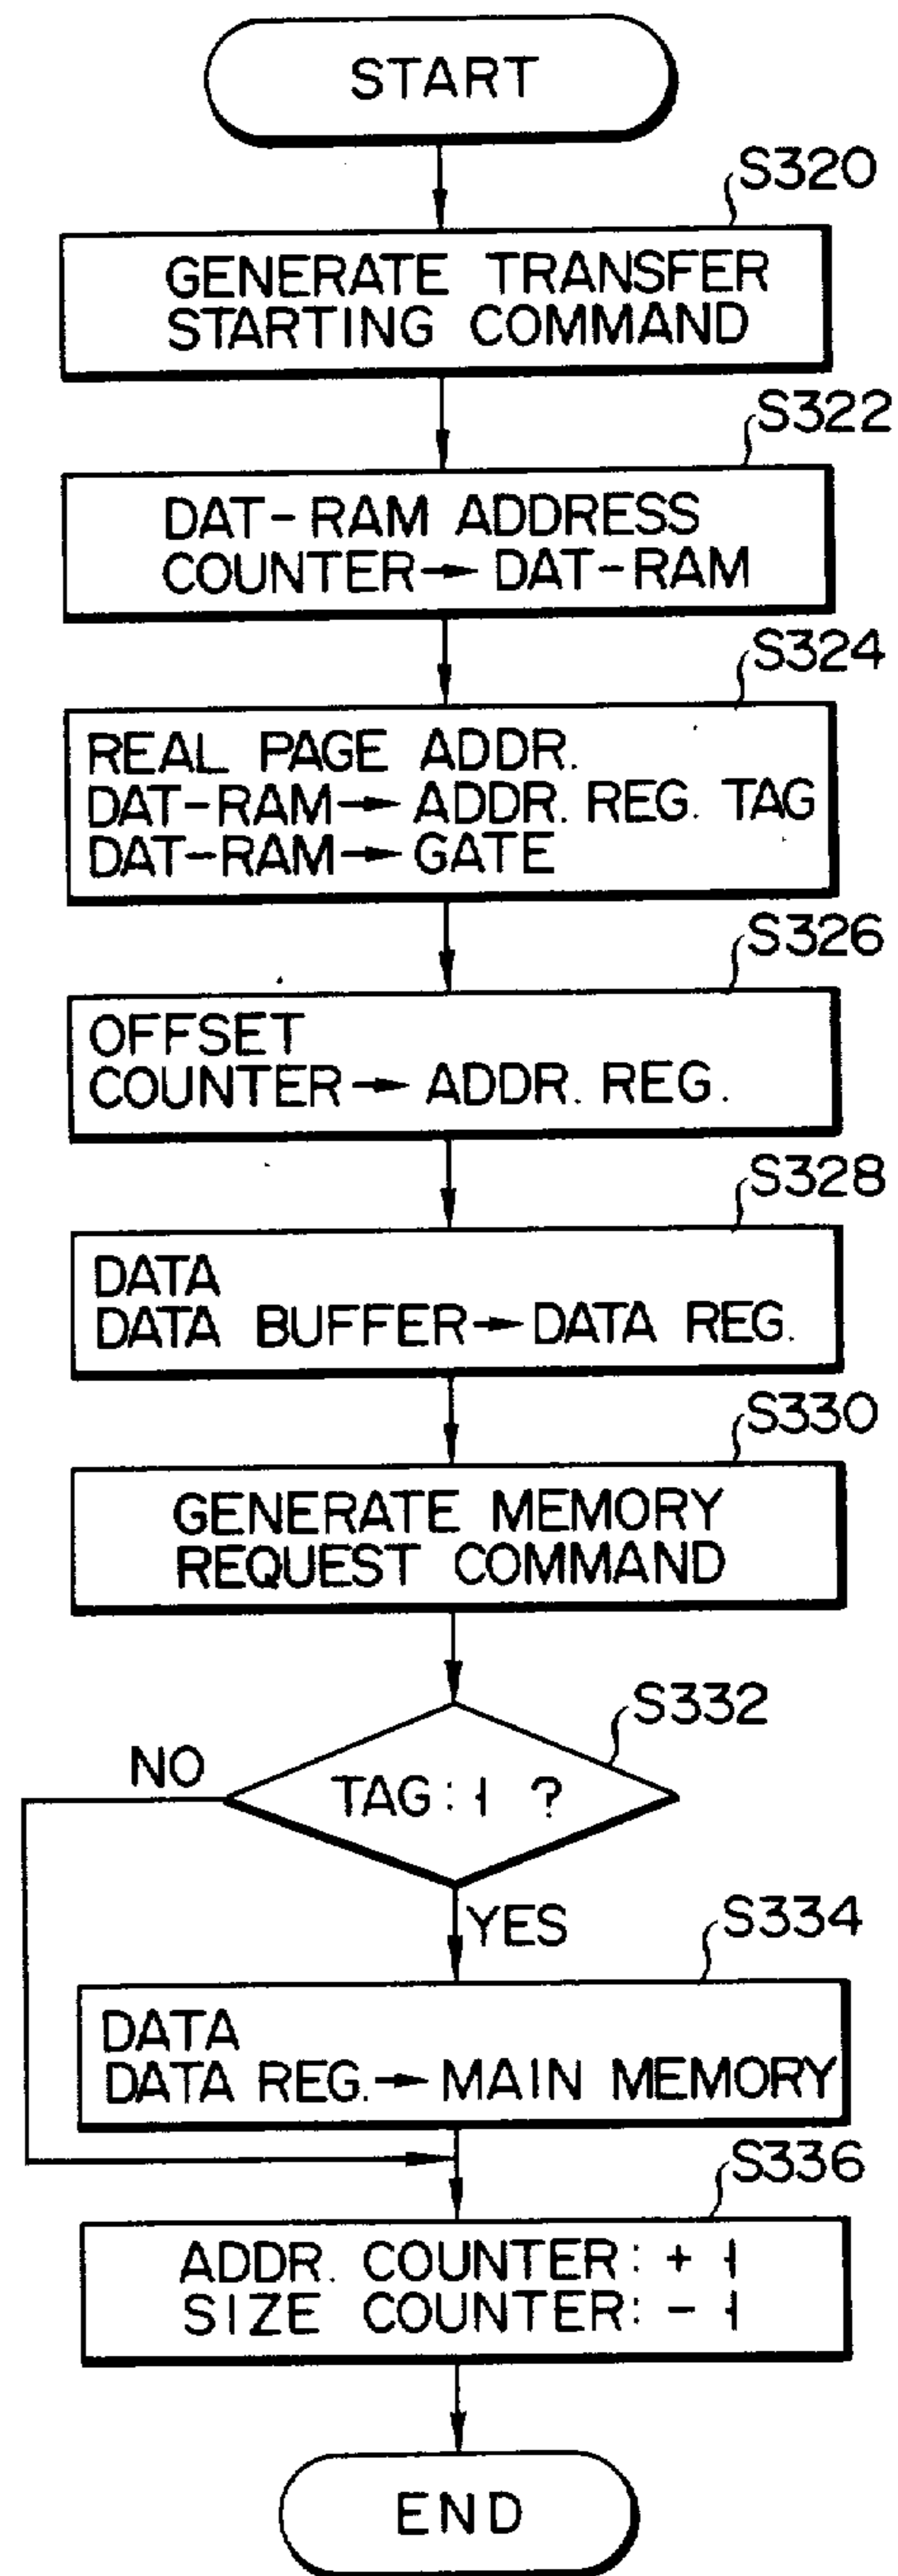 START
S320
GENERATE TRANSFER
STARTING COMMAND
S322
DAT-RAM ADDRESS
COUNTER → DAT-RAM
S324
REAL PAGE ADDR.
DAT-RAM → ADDR. REG. TAG
DAT-RAM → GATE
S326
OFFSET
COUNTER → ADDR. REG.
S328
DATA
DATA BUFFER → DATA REG.
S330
GENERATE MEMORY
REQUEST COMMAND
S332
NO
TAG: 1 ?
YES
S334
DATA
DATA REG. → MAIN MEMORY
S336
ADDR. COUNTER: + 1
SIZE COUNTER: - 1
END